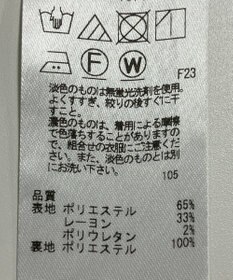 F W
F23
淡色のものは無蛍光洗剤を使用。
よくすすぎ、絞りの後すぐに干
すこと。
濃色のものは、着用による摩擦
で色落ちすることがありますの
で、組合せの衣服にご注意くださ
い。また、淡色のものとは別
にお洗い下さい。
105
品質
表地 ポリエステル 65%
レーヨン 33%
ポリウレタン 2%
裏地 ポリエステル 100%